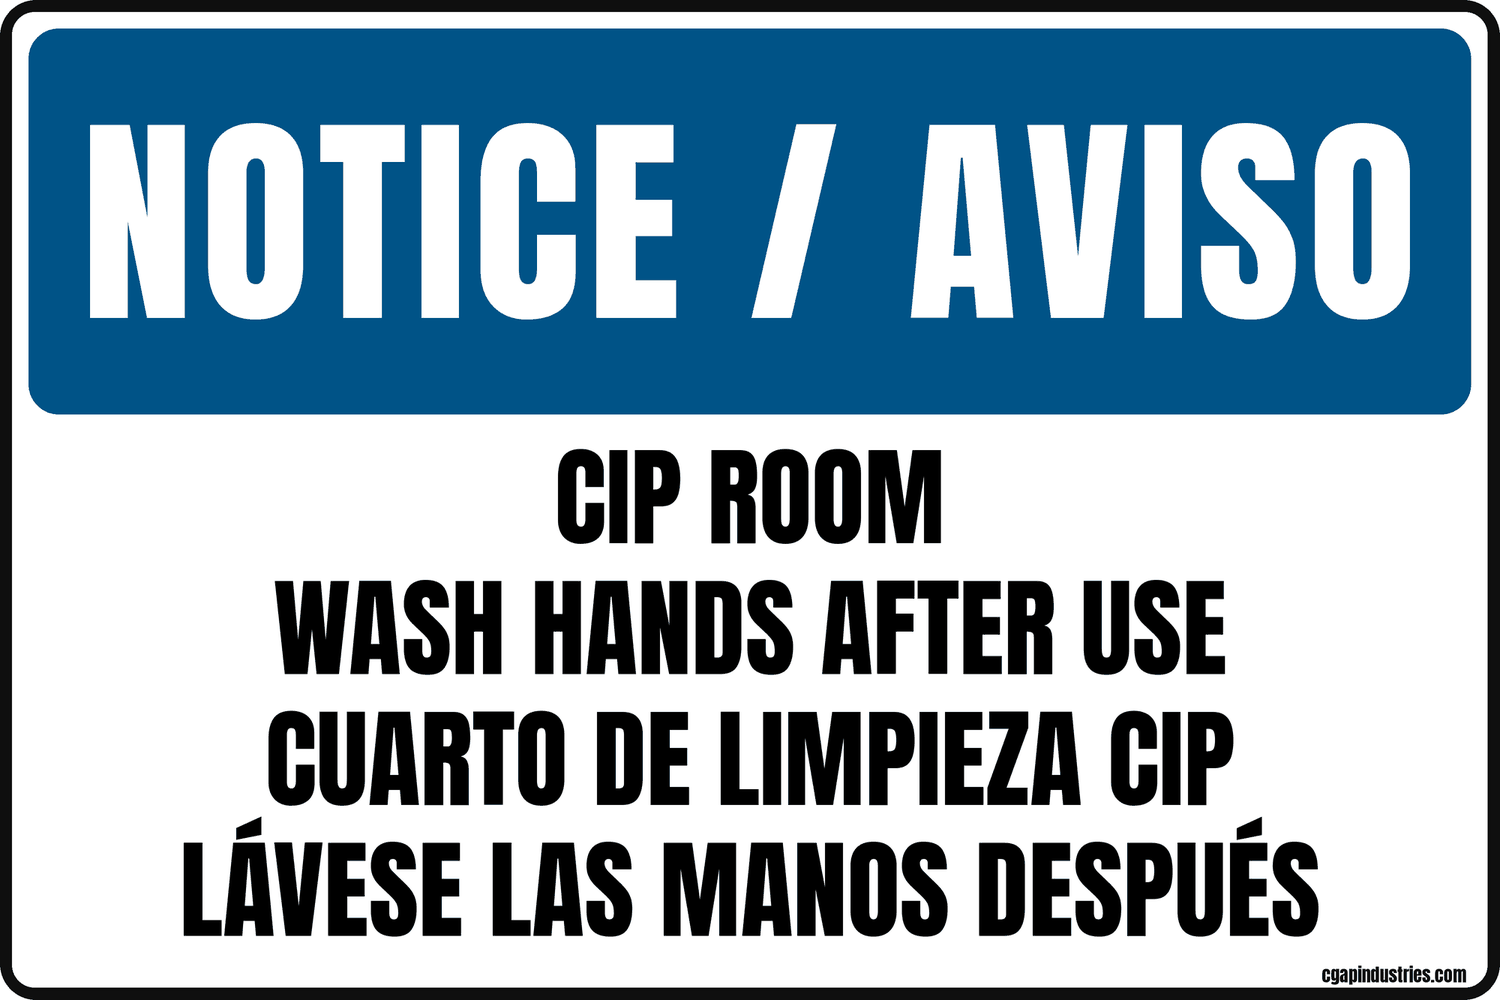 NOTICE / AVISO
CIP ROOM
WASH HANDS AFTER USE
CUARTO DE LIMPIEZA CIP
LÁVESE LAS MANOS DESPUÉS
cgapindustries.com